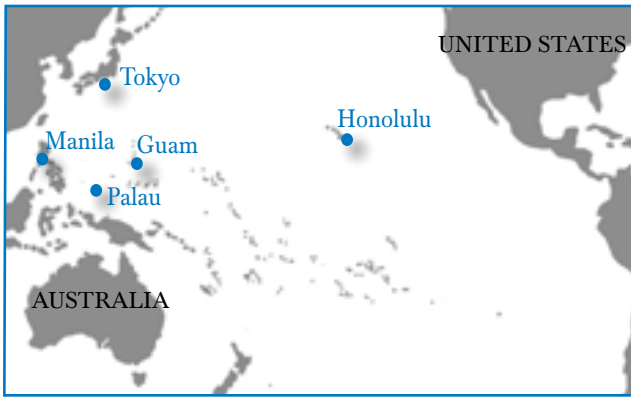 UNITED STATES
Tokyo
Honolulu
Manila
Guam
Palau
AUSTRALIA